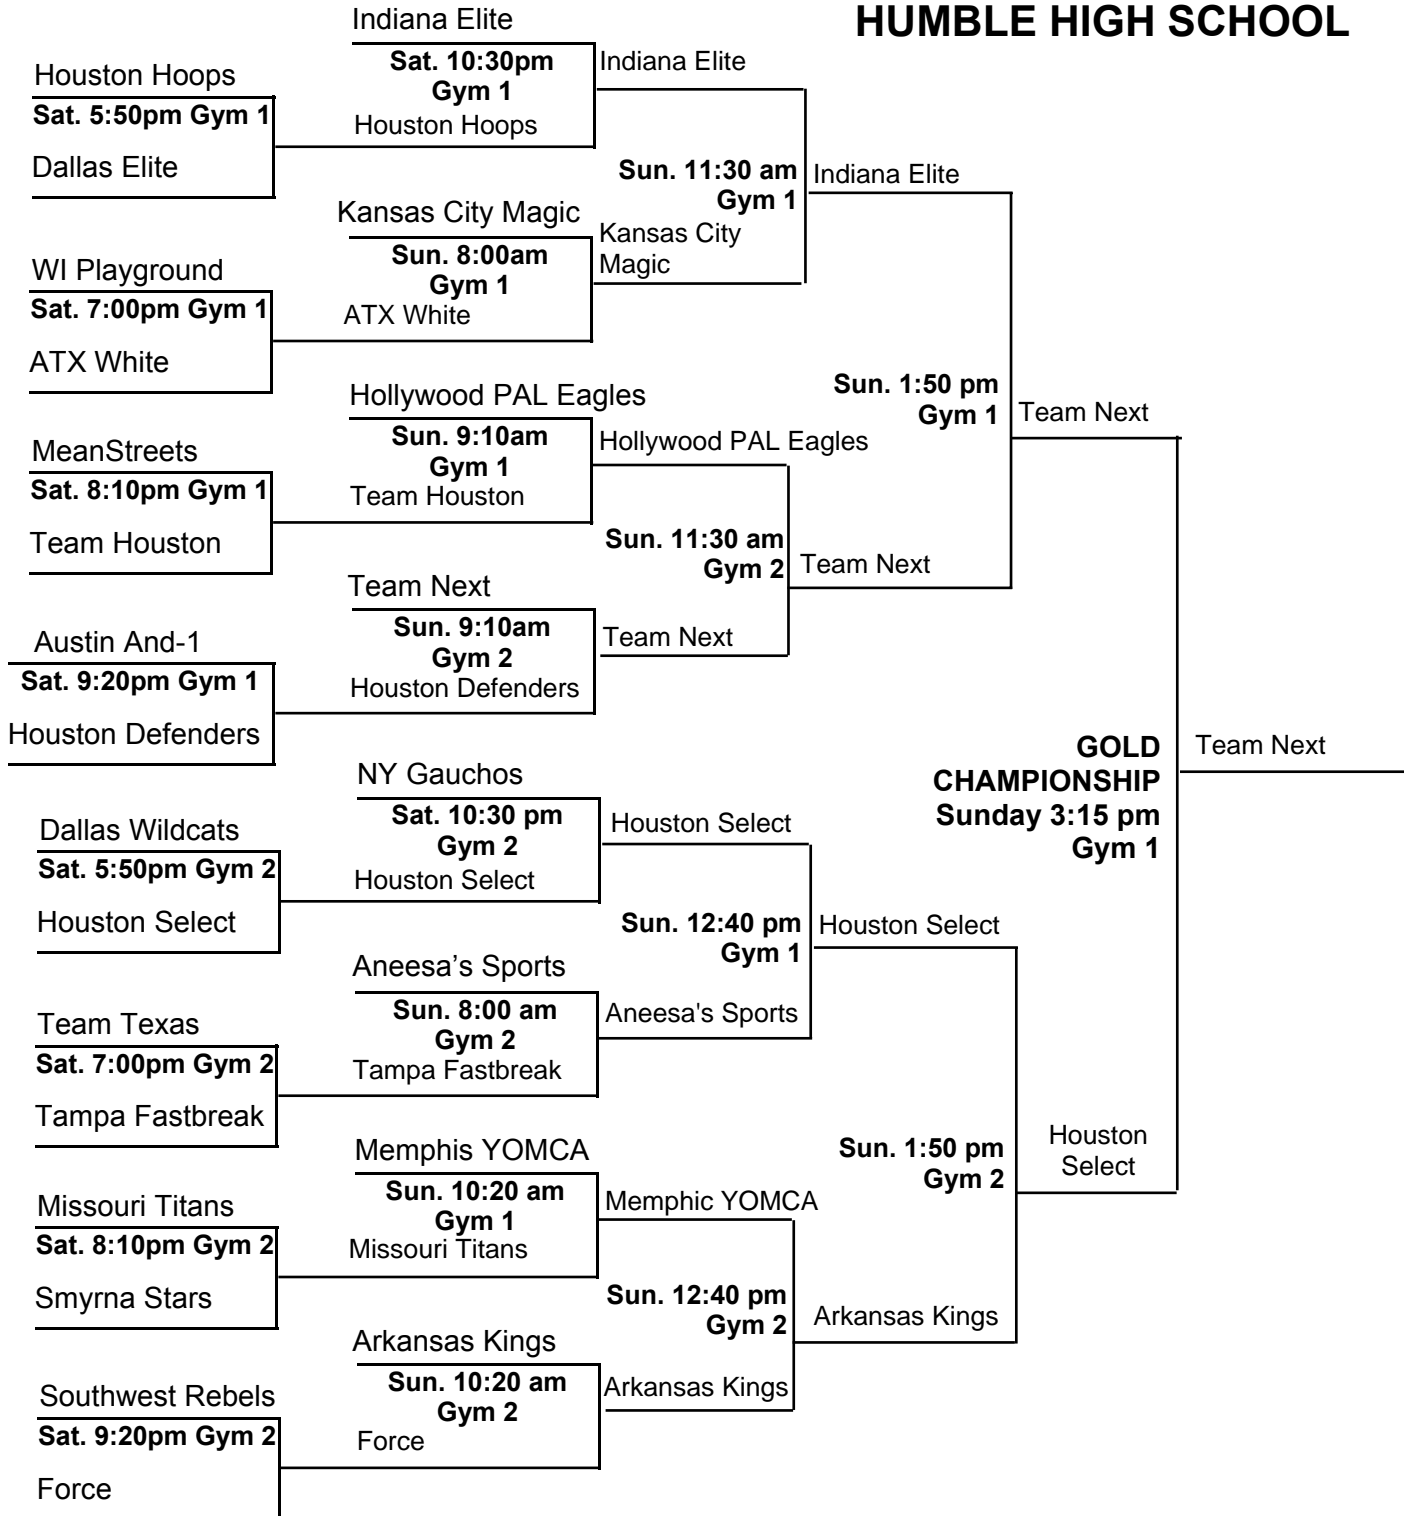 HUMBLE HIGH SCHOOL
Houston Hoops
Sat. 5:50pm Gym 1
Dallas Elite
WI Playground
Sat. 7:00pm Gym 1
ATX White
MeanStreets
Sat. 8:10pm Gym 1
Team Houston
Austin And-1
Sat. 9:20pm Gym 1
Houston Defenders
Dallas Wildcats
Sat. 5:50pm Gym 2
Houston Select
Team Texas
Sat. 7:00pm Gym 2
Tampa Fastbreak
Missouri Titans
Sat. 8:10pm Gym 2
Smyrna Stars
Southwest Rebels
Sat. 9:20pm Gym 2
Force
Indiana Elite
Sat. 10:30pm
Gym 1
Houston Hoops
Kansas City Magic
Sun. 8:00am
Gym 1
ATX White
Hollywood PAL Eagles
Sun. 9:10am
Gym 1
Team Houston
Team Next
Sun. 9:10am
Gym 2
Houston Defenders
NY Gauchos
Sat. 10:30 pm
Gym 2
Houston Select
Aneesa’s Sports
Sun. 8:00 am
Gym 2
Tampa Fastbreak
Memphis YOMCA
Sun. 10:20 am
Gym 1
Missouri Titans
Arkansas Kings
Sun. 10:20 am
Gym 2
Force
Indiana Elite
Sun. 11:30 am
Gym 1
Kansas City
Magic
Hollywood PAL Eagles
Sun. 11:30 am
Gym 2
Team Next
Houston Select
Sun. 12:40 pm
Gym 1
Aneesa's Sports
Memphic YOMCA
Sun. 12:40 pm
Gym 2
Arkansas Kings
Indiana Elite
Sun. 1:50 pm
Gym 1
Team Next
Houston Select
Sun. 1:50 pm
Gym 2
Arkansas Kings
Team Next
GOLD
CHAMPIONSHIP
Sunday 3:15 pm
Gym 1
Houston
Select
Team Next